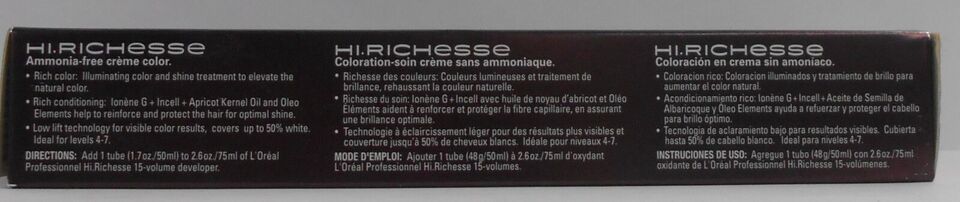 HI.RICHESSE
Ammonia-free crème color.
• Rich color: Illuminating color and shine treatment to elevate the
natural color.
• Rich conditioning: Ionène G + Incell + Apricot Kernel Oil and Oleo
Elements help to reinforce and protect the hair for optimal shine.
• Low lift technology for visible color results, covers up to 50% white.
Ideal for levels 4-7.
DIRECTIONS: Add 1 tube (1.7oz/50ml) to 2.6oz/75ml of L'Oréal
Professionnel Hi.Richesse 15-volume developer.
HI.RICHESSE
Coloration-soin crème sans ammoniaque.
• Richesse des couleurs: Couleurs lumineuses et traitement de
brillance, rehaussant la couleur naturelle.
• Richesse du soin: Ionène G+Incell avec huile de noyau d'abricot et Oléo
Eléments aident à renforcer et protéger la fibre capillaire, en assurant
une brillance optimale.
• Technologie à éclaircissement léger pour des résultats plus visibles et
couverture jusqu'à 50% de cheveux blancs. Idéale pour niveaux 4-7.
MODE D'EMPLOI: Ajouter 1 tube (48g/50ml) à 2.6oz/75ml d'oxydant
L'Oréal Professionnel Hi.Richesse 15-volumes.
HI.RICHESSE
Coloración en crema sin amoniaco.
• Coloracion rico: Coloracion illuminados y tratamiento de brillo para
aumentar el color natural.
• Acondicionamiento rico: Ionène G+Incell+Aceite de Semilla de
Albaricoque y Oleo Elements ayuda a refuerzar y proteger el cabello
para brillo óptimo.
• Tecnologia de aclaramiento bajo para resultados visibles. Cubierta
hasta 50% de cabello blanco. Ideal para niveles 4-7.
INSTRUCIONES DE USO: Agregue 1 tubo (48g/50ml) con 2.6oz/75ml
oxidante de L'Oréal Professionnel Hi.Richesse 15-volúmenes.